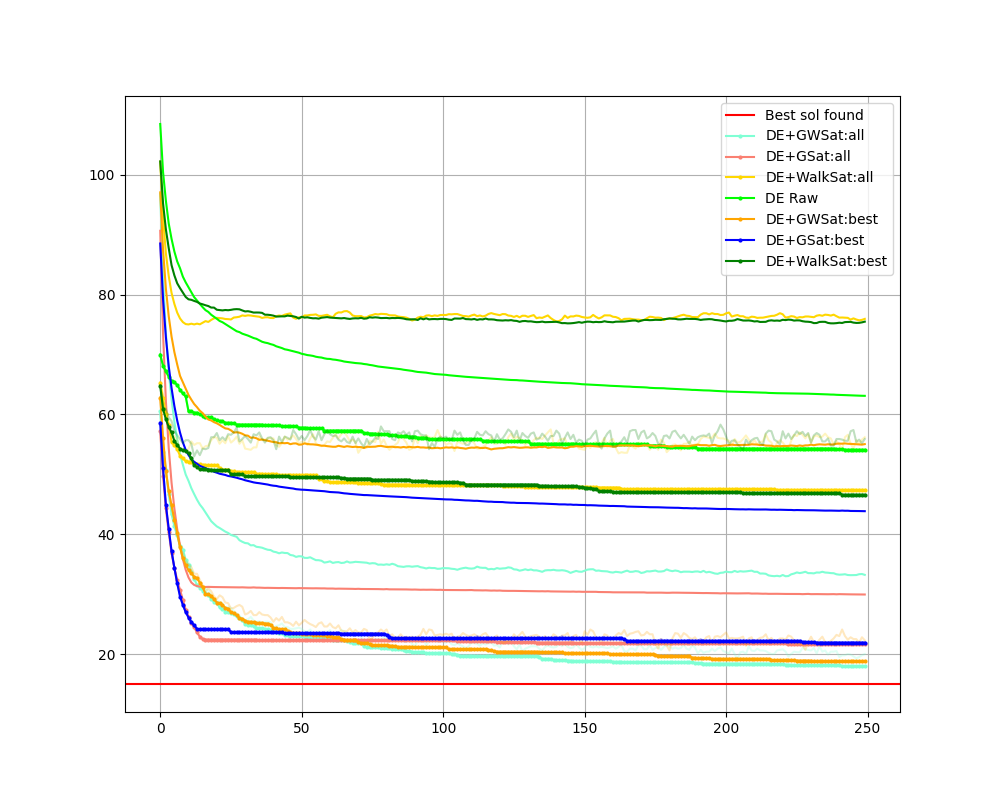 Best sol found
DE+GWSat:all
DE+GSat:all
DE+WalkSat:all
DE Raw
DE+GWSat:best
DE+GSat:best
DE+WalkSat:best
100
80
60
40
20
0 50 100 150 200 250